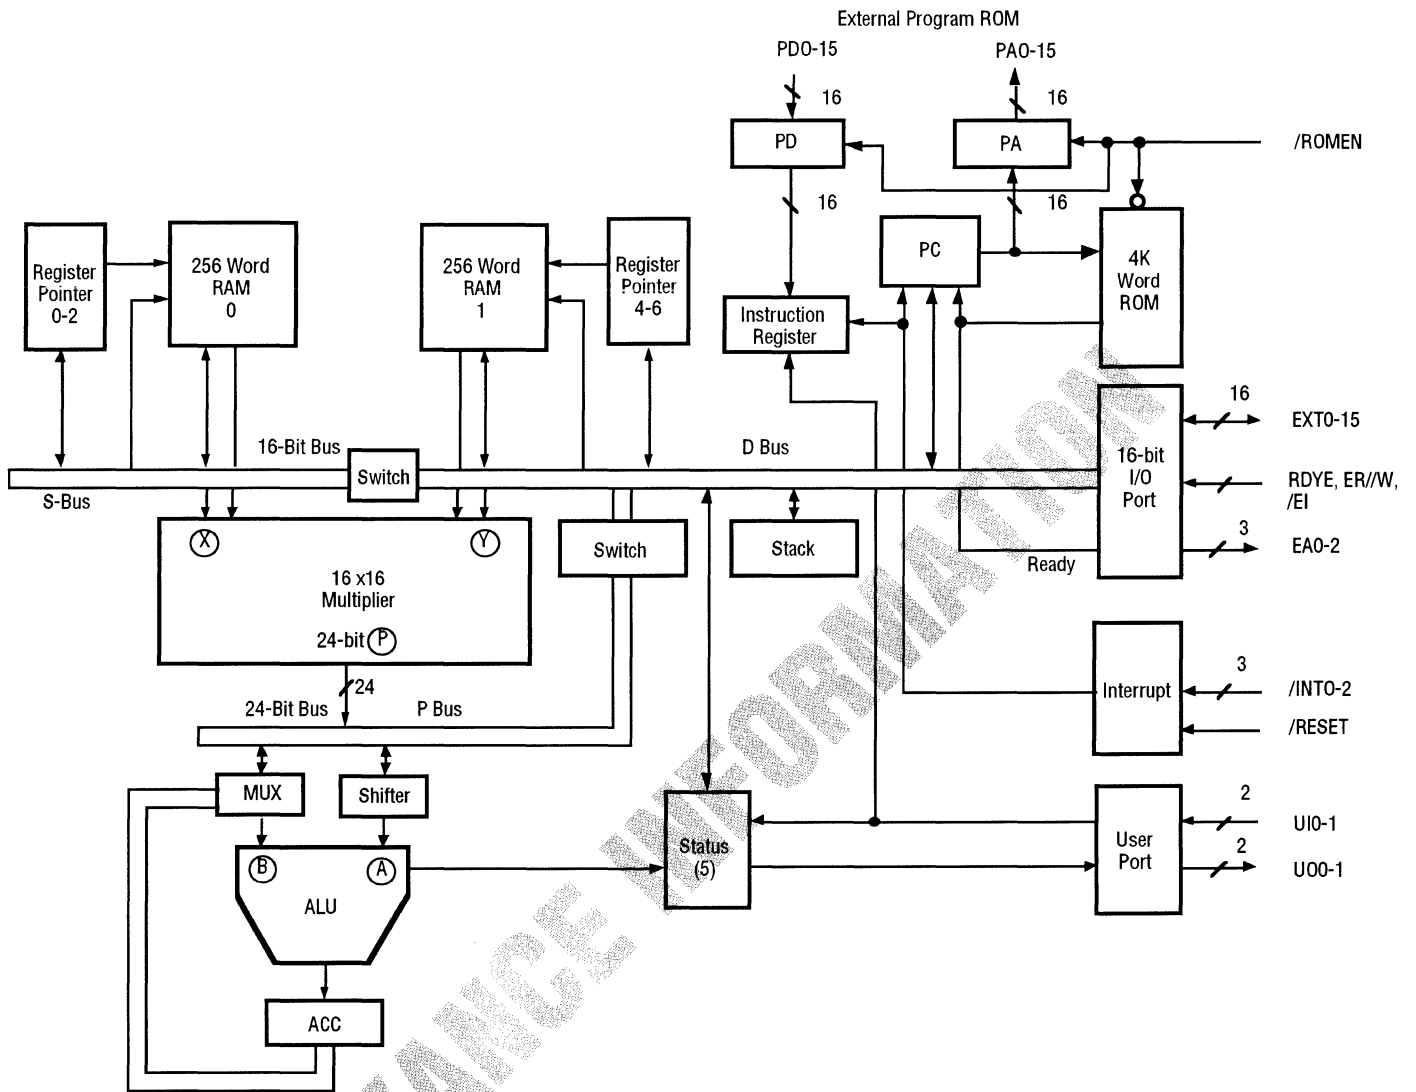 External Program ROM
PD0-15
PA0-15
16
16
PD
PA
/ROMEN
16
16
Register
Pointer
0-2
256 Word
RAM
0
256 Word
RAM
1
Register
Pointer
4-6
PC
4K
Word
ROM
Instruction
Register
16-Bit Bus
Switch
D Bus
S-Bus
16-bit
I/O
Port
16
EXT0-15
RDYE, ER//W,
/EI
3
EA0-2
Ready
X
Y
16 x16
Multiplier
24-bit P
Switch
Stack
24
24-Bit Bus
P Bus
Interrupt
3
/INT0-2
/RESET
MUX
Shifter
B
A
ALU
ACC
Status
(5)
User
Port
2
UI0-1
2
UO0-1
ANCE INFORMATION